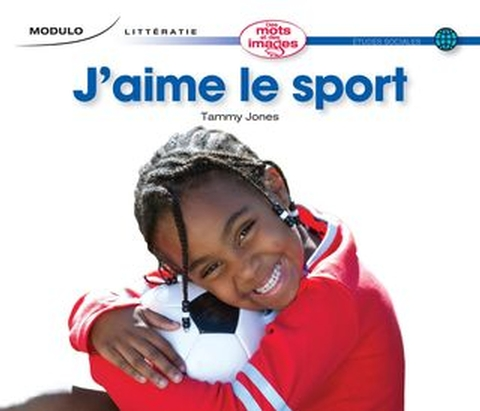 MODULO
LITTÉRATIE
Des
mots
et des
images
ÉTUDES SOCIALES
J'aime le sport
Tammy Jones